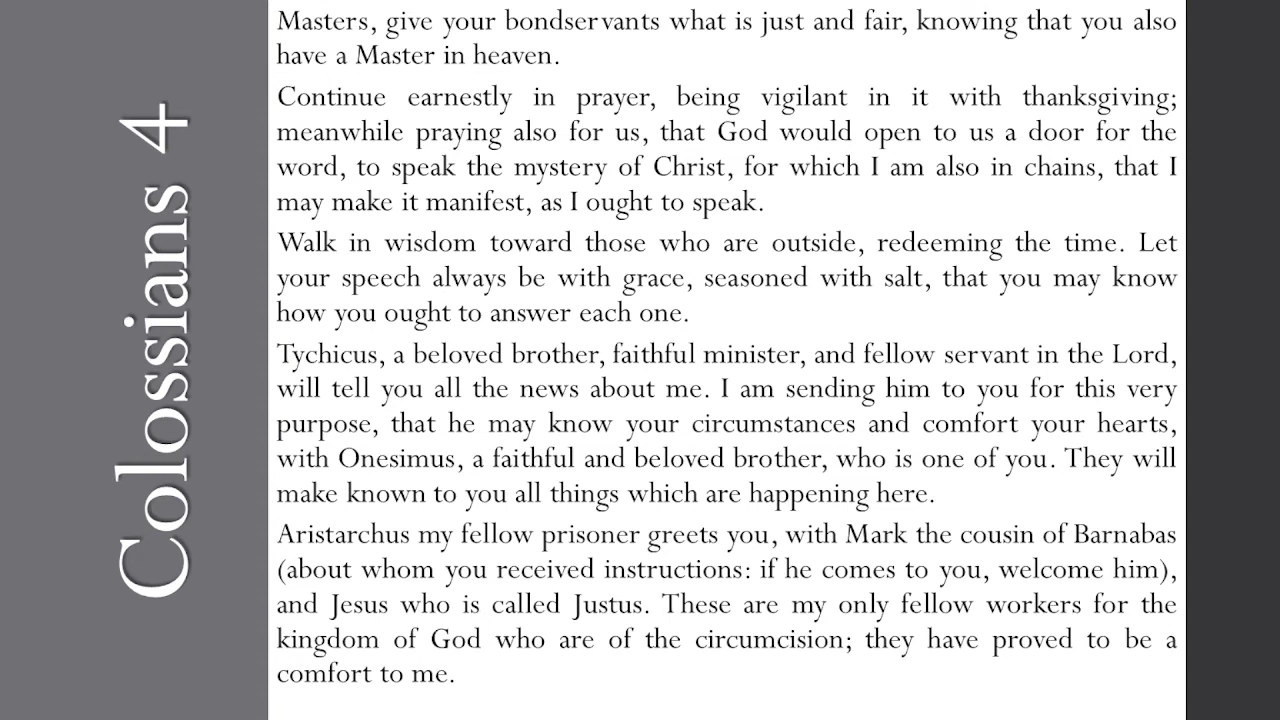 Colossians 4
Masters, give your bondservants what is just and fair, knowing that you also
have a Master in heaven.
Continue earnestly in prayer, being vigilant in it with thanksgiving;
meanwhile praying also for us, that God would open to us a door for the
word, to speak the mystery of Christ, for which I am also in chains, that I
may make it manifest, as I ought to speak.
Walk in wisdom toward those who are outside, redeeming the time. Let
your speech always be with grace, seasoned with salt, that you may know
how you ought to answer each one.
Tychicus, a beloved brother, faithful minister, and fellow servant in the Lord,
will tell you all the news about me. I am sending him to you for this very
purpose, that he may know your circumstances and comfort your hearts,
with Onesimus, a faithful and beloved brother, who is one of you. They will
make known to you all things which are happening here.
Aristarchus my fellow prisoner greets you, with Mark the cousin of Barnabas
(about whom you received instructions: if he comes to you, welcome him),
and Jesus who is called Justus. These are my only fellow workers for the
kingdom of God who are of the circumcision; they have proved to be a
comfort to me.